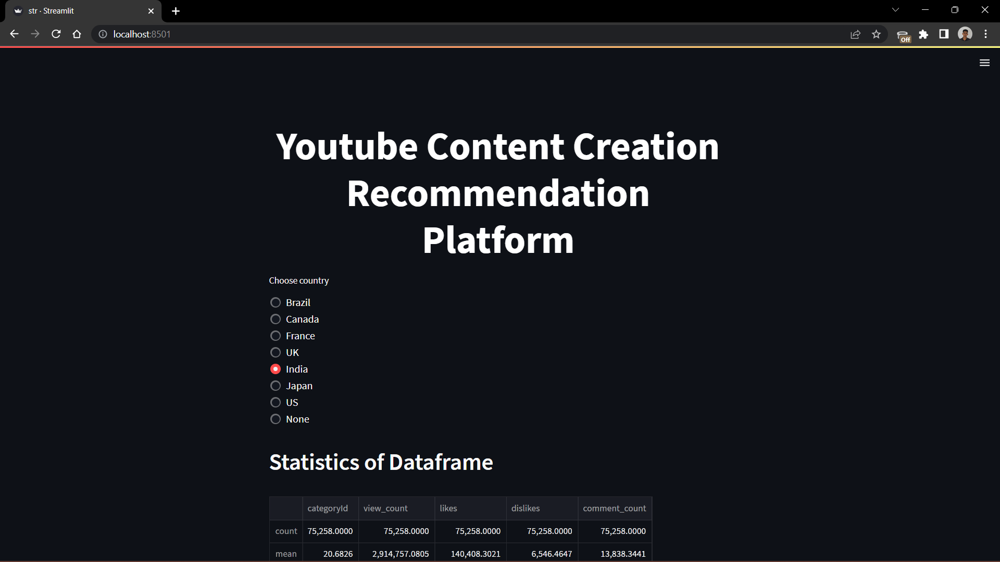 str · Streamlit
localhost:8501
Off
Youtube Content Creation
Recommendation
Platform
Choose country
Brazil
Canada
France
UK
India
Japan
US
None
Statistics of Dataframe
categoryId view_count likes dislikes comment_count
count 75,258.0000 75,258.0000 75,258.0000 75,258.0000 75,258.0000
mean 20.6826 2,914,757.0805 140,408.3021 6,546.4647 13,838.3441